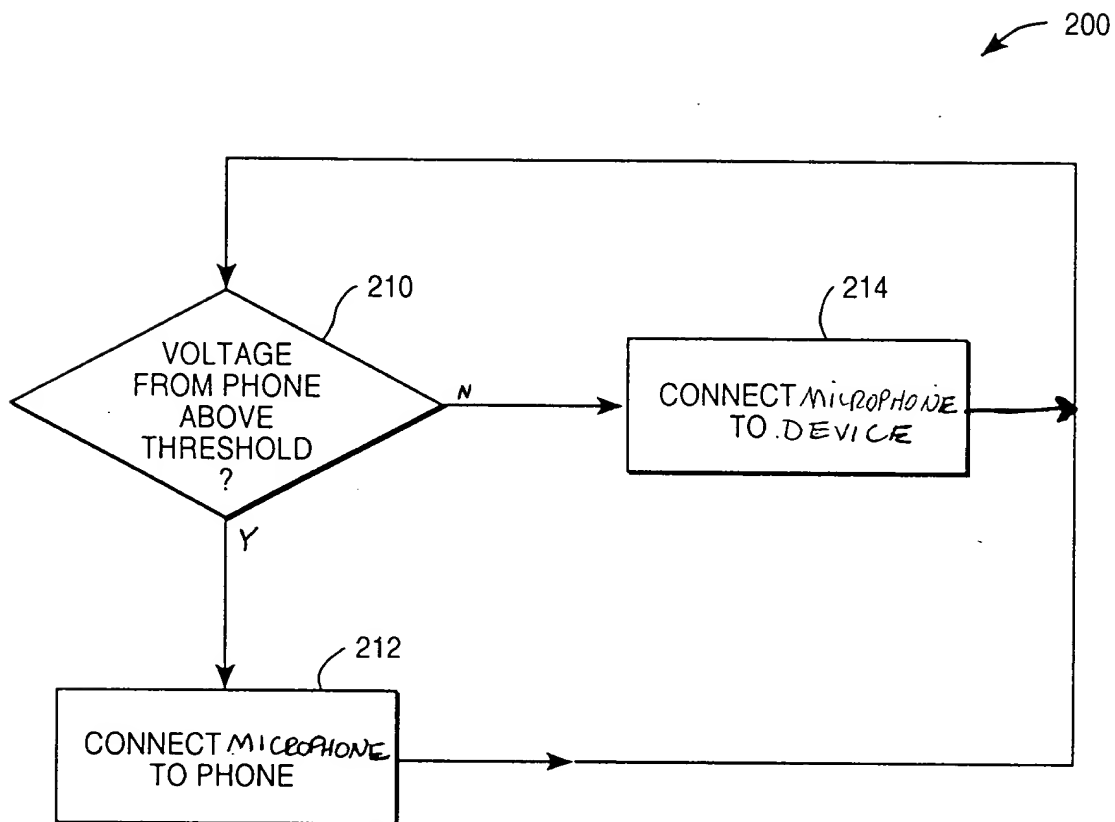 200
210
VOLTAGE
FROM PHONE
ABOVE
THRESHOLD
?
N
Y
214
CONNECT MICROPHONE
TO DEVICE
212
CONNECT MICROPHONE
TO PHONE